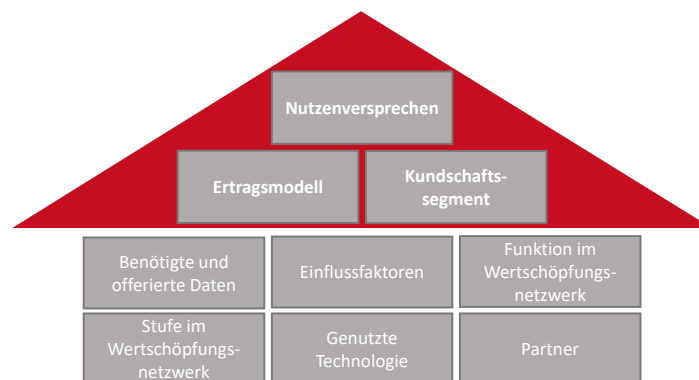 Nutzenversprechen
Ertragsmodell
Kundschafts-
segment
Benötigte und
offerierte Daten
Einflussfaktoren
Funktion im
Wertschöpfungs-
netzwerk
Stufe im
Wertschöpfungs-
netzwerk
Genutzte
Technologie
Partner